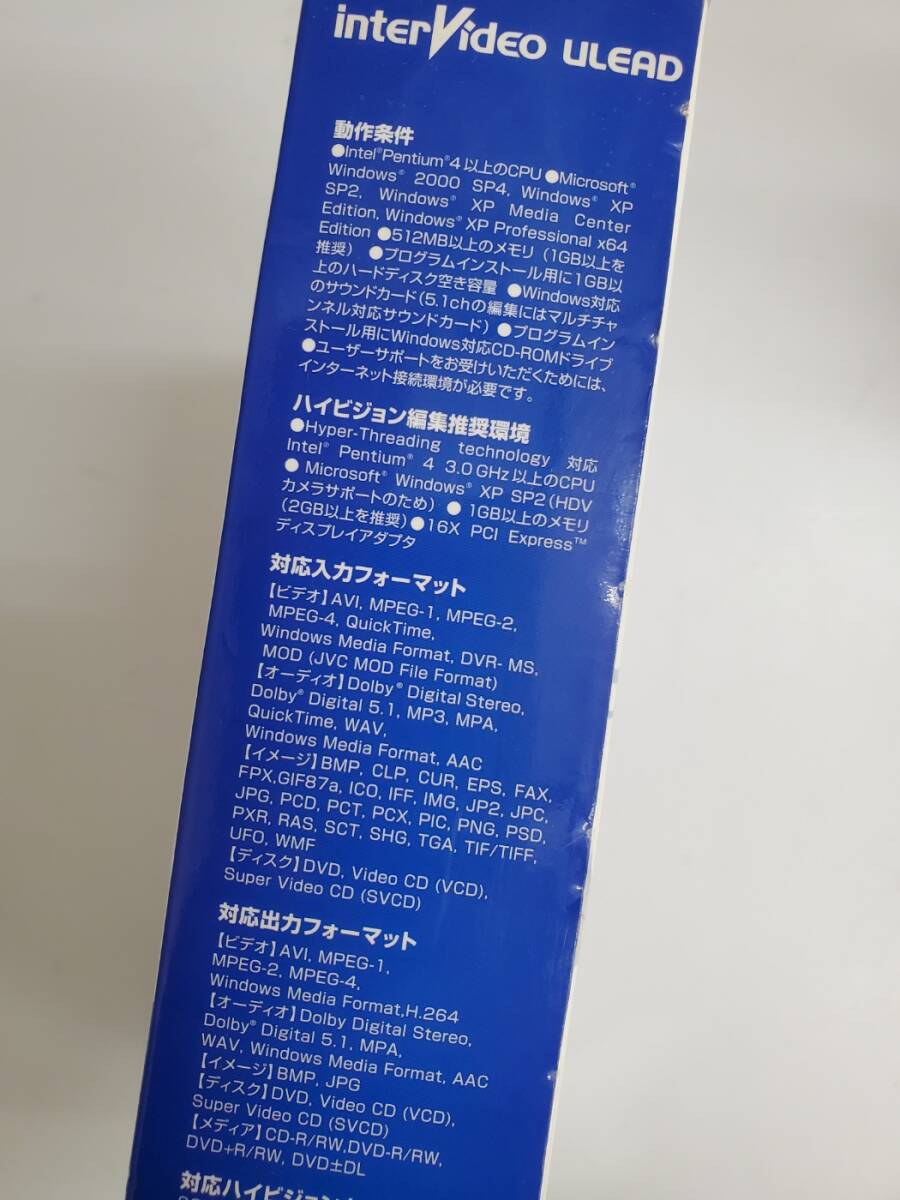 interVideo ULEAD
動作条件
●Intel®Pentium®4 以上のCPU ●Microsoft®
Windows® 2000 SP4, Windows® XP
SP2, Windows® XP Media Center
Edition, Windows® XP Professional x64
Edition ●512MB以上のメモリ（1GB以上を
推奨） ●プログラムインストール用に1GB以
上のハードディスク空き容量 ●Windows対応
のサウンドカード(5.1chの編集にはマルチチャ
ンネル対応サウンドカード) ●プログラムイン
ストール用にWindows対応CD-ROMドライブ
●ユーザーサポートをお受けいただくためには、
インターネット接続環境が必要です。
ハイビジョン編集推奨環境
●Hyper-Threading technology 対応
Intel® Pentium® 4 3.0GHz以上のCPU
● Microsoft® Windows® XP SP2(HDV
カメラサポートのため) ● 1GB以上のメモリ
(2GB以上を推奨) ●16X PCI Express™
ディスプレイアダプタ
対応入力フォーマット
【ビデオ】AVI, MPEG-1, MPEG-2,
MPEG-4, QuickTime,
Windows Media Format, DVR- MS,
MOD (JVC MOD File Format)
【オーディオ】Dolby® Digital Stereo,
Dolby® Digital 5.1, MP3, MPA,
QuickTime, WAV,
Windows Media Format, AAC
【イメージ】BMP, CLP, CUR, EPS, FAX,
FPX,GIF87a, ICO, IFF, IMG, JP2, JPC,
JPG, PCD, PCT, PCX, PIC, PNG, PSD,
PXR, RAS, SCT, SHG, TGA, TIF/TIFF,
UFO, WMF
【ディスク】DVD, Video CD (VCD),
Super Video CD (SVCD)
対応出力フォーマット
【ビデオ】AVI, MPEG-1,
MPEG-2, MPEG-4,
Windows Media Format,H.264
【オーディオ】Dolby Digital Stereo,
Dolby® Digital 5.1, MPA,
WAV, Windows Media Format, AAC
【イメージ】BMP, JPG
【ディスク】DVD, Video CD (VCD),
Super Video CD (SVCD)
【メディア】CD-R/RW,DVD-R/RW,
DVD+R/RW, DVD±DL
対応ハイビジョン